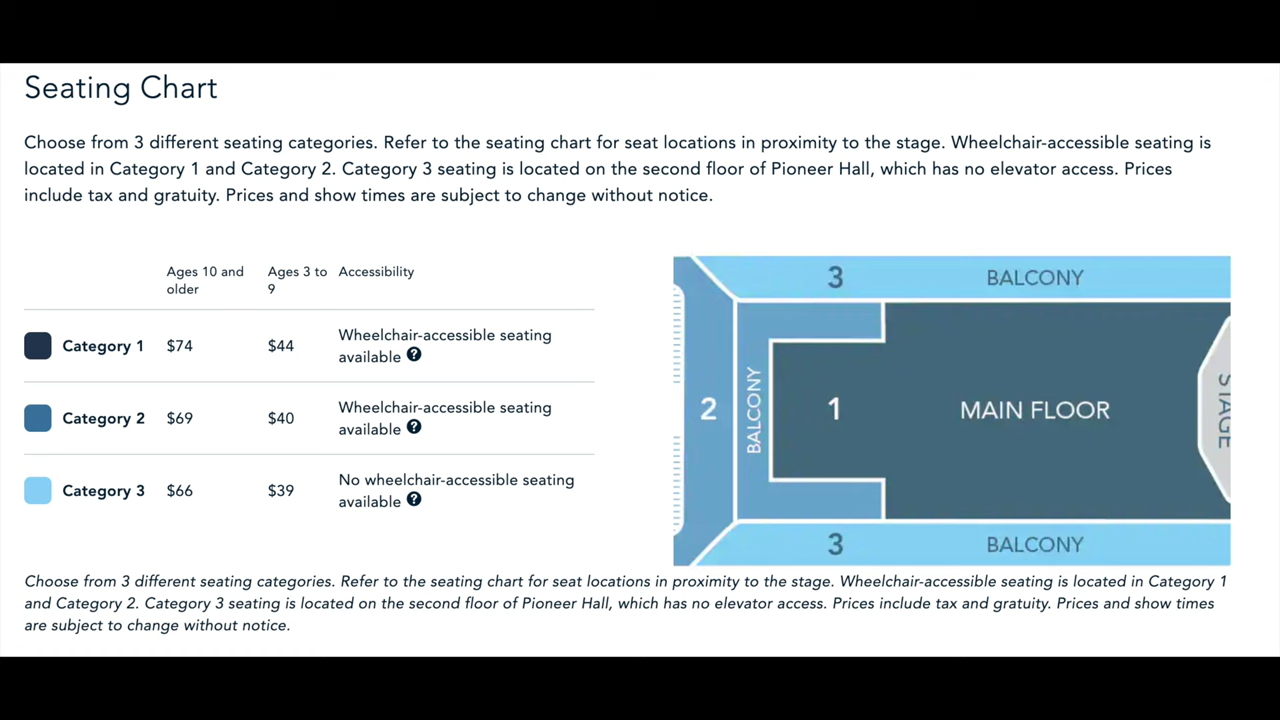 Seating Chart
Choose from 3 different seating categories. Refer to the seating chart for seat locations in proximity to the stage. Wheelchair-accessible seating is
located in Category 1 and Category 2. Category 3 seating is located on the second floor of Pioneer Hall, which has no elevator access. Prices
include tax and gratuity. Prices and show times are subject to change without notice.
Ages 10 and
older
Ages 3 to
9
Accessibility
Category 1 $74 $44
Wheelchair-accessible seating
available ?
Category 2 $69 $40
Wheelchair-accessible seating
available ?
Category 3 $66 $39
No wheelchair-accessible seating
available ?
3 BALCONY
2
BALCONY
1 MAIN FLOOR
STAGE
3 BALCONY
Choose from 3 different seating categories. Refer to the seating chart for seat locations in proximity to the stage. Wheelchair-accessible seating is located in Category 1
and Category 2. Category 3 seating is located on the second floor of Pioneer Hall, which has no elevator access. Prices include tax and gratuity. Prices and show times
are subject to change without notice.